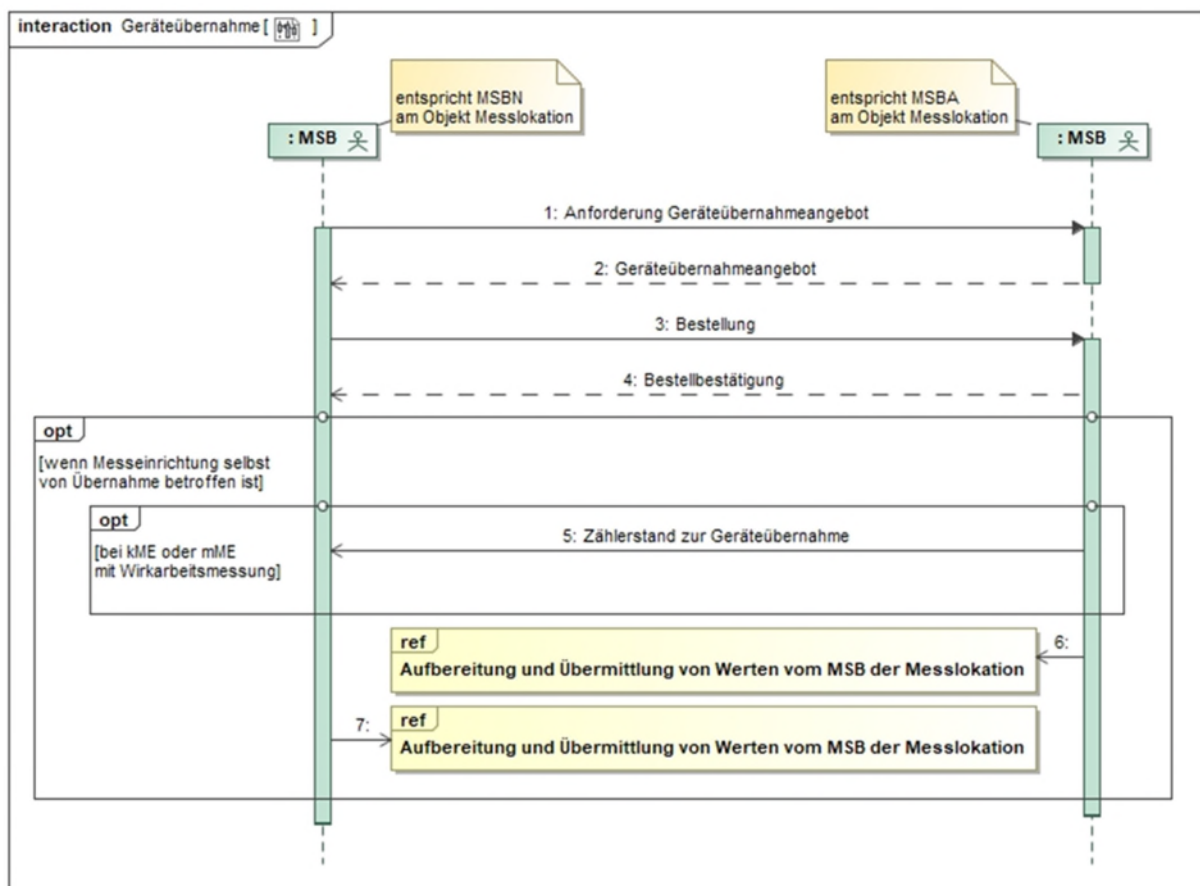 interaction Geräteübernahme [ ]
entspricht MSBN
am Objekt Messlokation
entspricht MSBA
am Objekt Messlokation
: MSB
: MSB
1: Anforderung Geräteübernahmeangebot
2: Geräteübernahmeangebot
3: Bestellung
4: Bestellbestätigung
opt
[wenn Messeinrichtung selbst
von Übernahme betroffen ist]
opt
[bei kME oder mME
mit Wirkarbeitsmessung]
5: Zählerstand zur Geräteübernahme
ref
Aufbereitung und Übermittlung von Werten vom MSB der Messlokation
6:
7:
ref
Aufbereitung und Übermittlung von Werten vom MSB der Messlokation